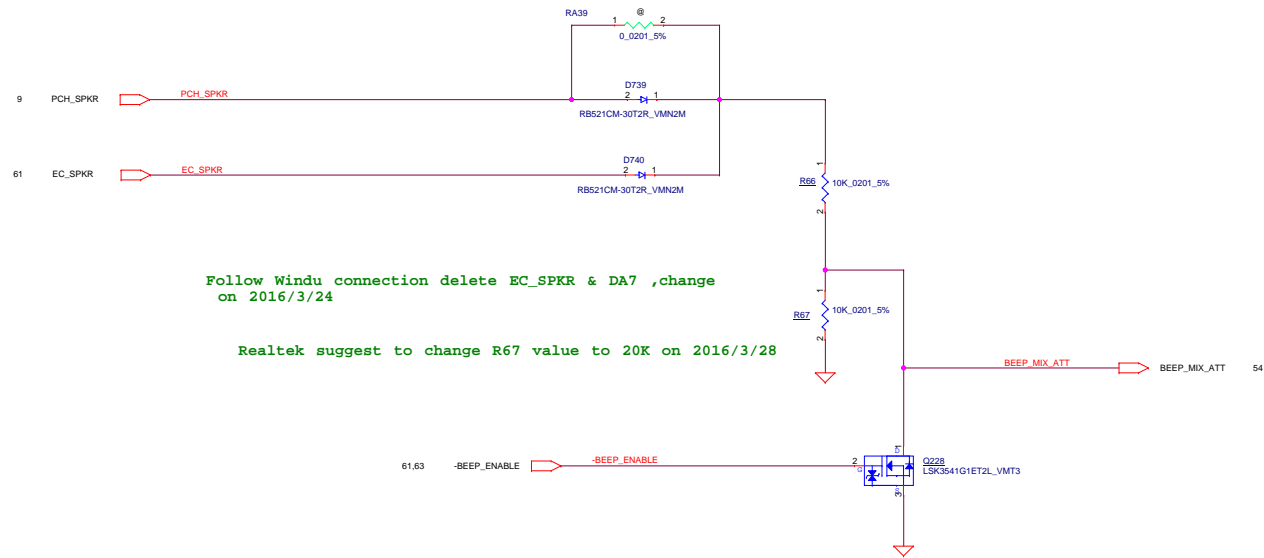 RA39 @
1 2
0_0201_5%
D739
9 PCH_SPKR PCH_SPKR 2 1
RB521CM-30T2R_VMN2M
D740
61 EC_SPKR EC_SPKR 2 1
RB521CM-30T2R_VMN2M
1
R66 10K_0201_5%
2
Follow Windu connection delete EC_SPKR & DA7 ,change
on 2016/3/24
1
R67 10K_0201_5%
2
Realtek suggest to change R67 value to 20K on 2016/3/28
BEEP_MIX_ATT BEEP_MIX_ATT 54
1
61,63 -BEEP_ENABLE -BEEP_ENABLE 2 Q228
LSK3541G1ET2L_VMT3
3